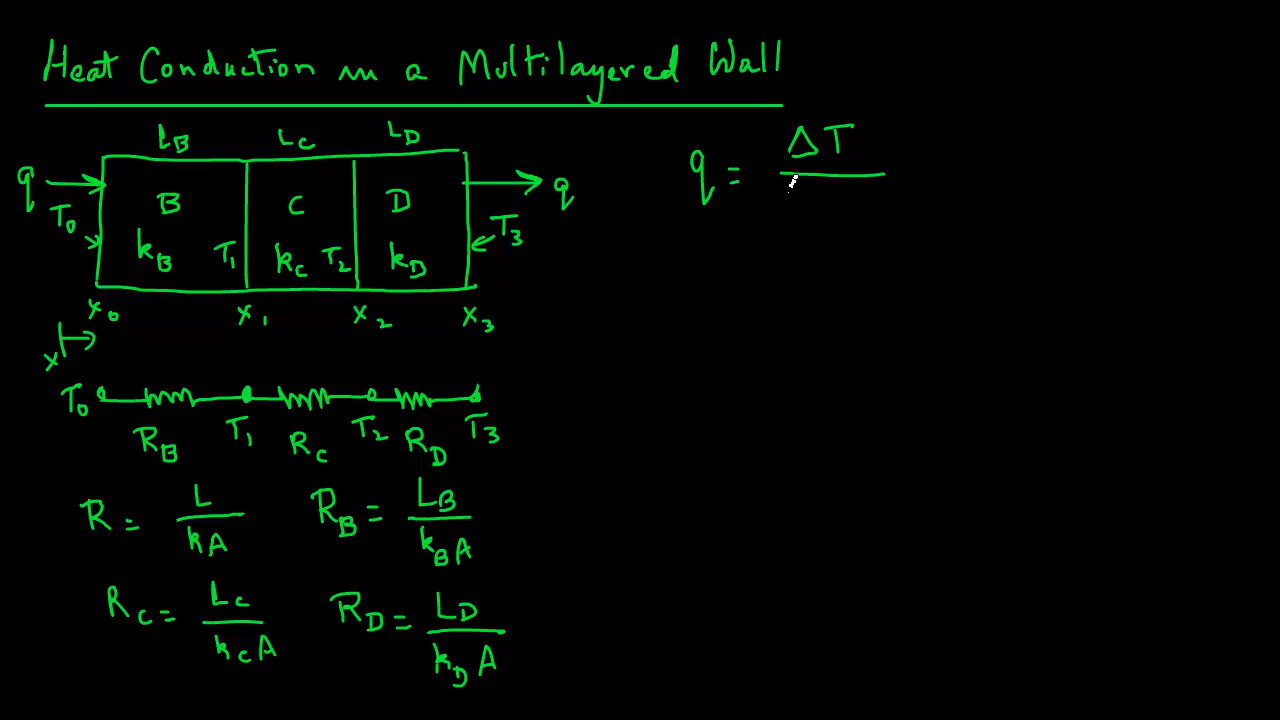 Heat Conduction in a Multilayered Wall
L_B L_C L_D
q B C D q
T_0 k_B T_1 k_C T_2 k_D T_3
x_0 x_1 x_2 x_3
x
T_0 R_B T_1 R_C T_2 R_D T_3
R = L / kA R_B = L_B / k_B A
R_C = L_C / k_C A R_D = L_D / k_D A
q = ΔT /